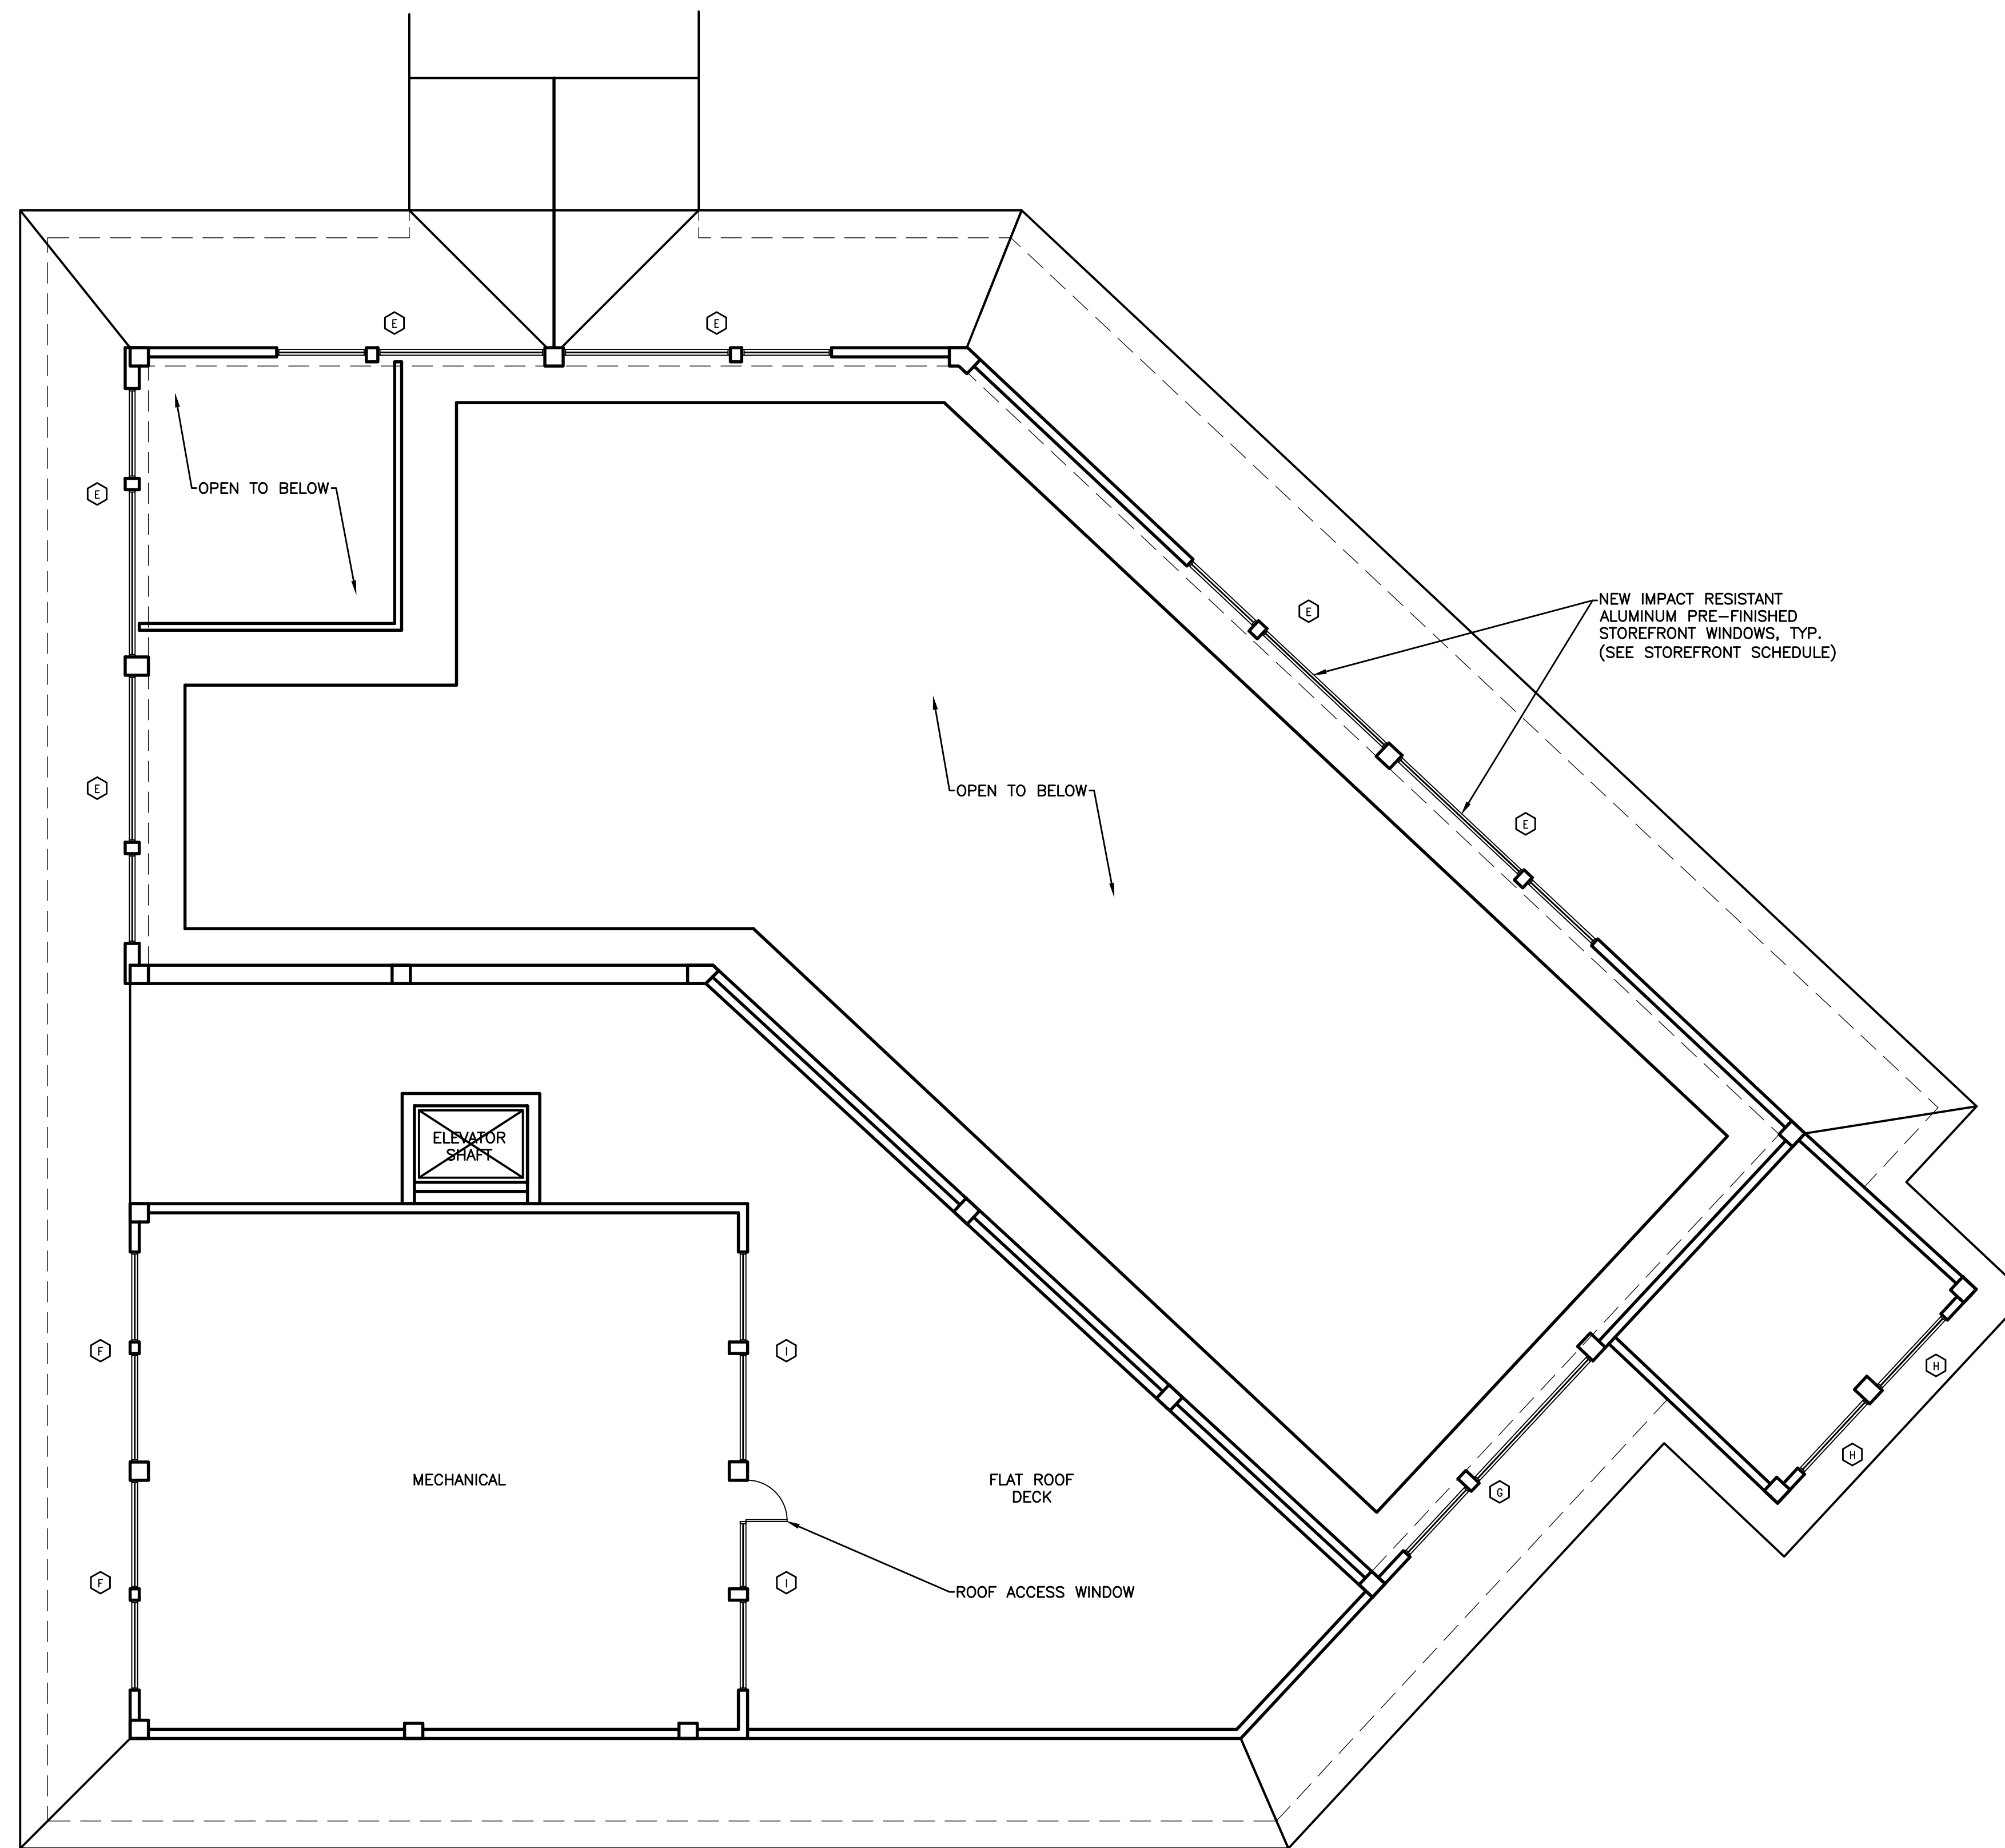 E
E
E
OPEN TO BELOW
E
NEW IMPACT RESISTANT
ALUMINUM PRE-FINISHED
STOREFRONT WINDOWS, TYP.
(SEE STOREFRONT SCHEDULE)
E
OPEN TO BELOW
E
ELEVATOR
SHAFT
F
I
H
H
MECHANICAL
FLAT ROOF
DECK
G
F
I
ROOF ACCESS WINDOW